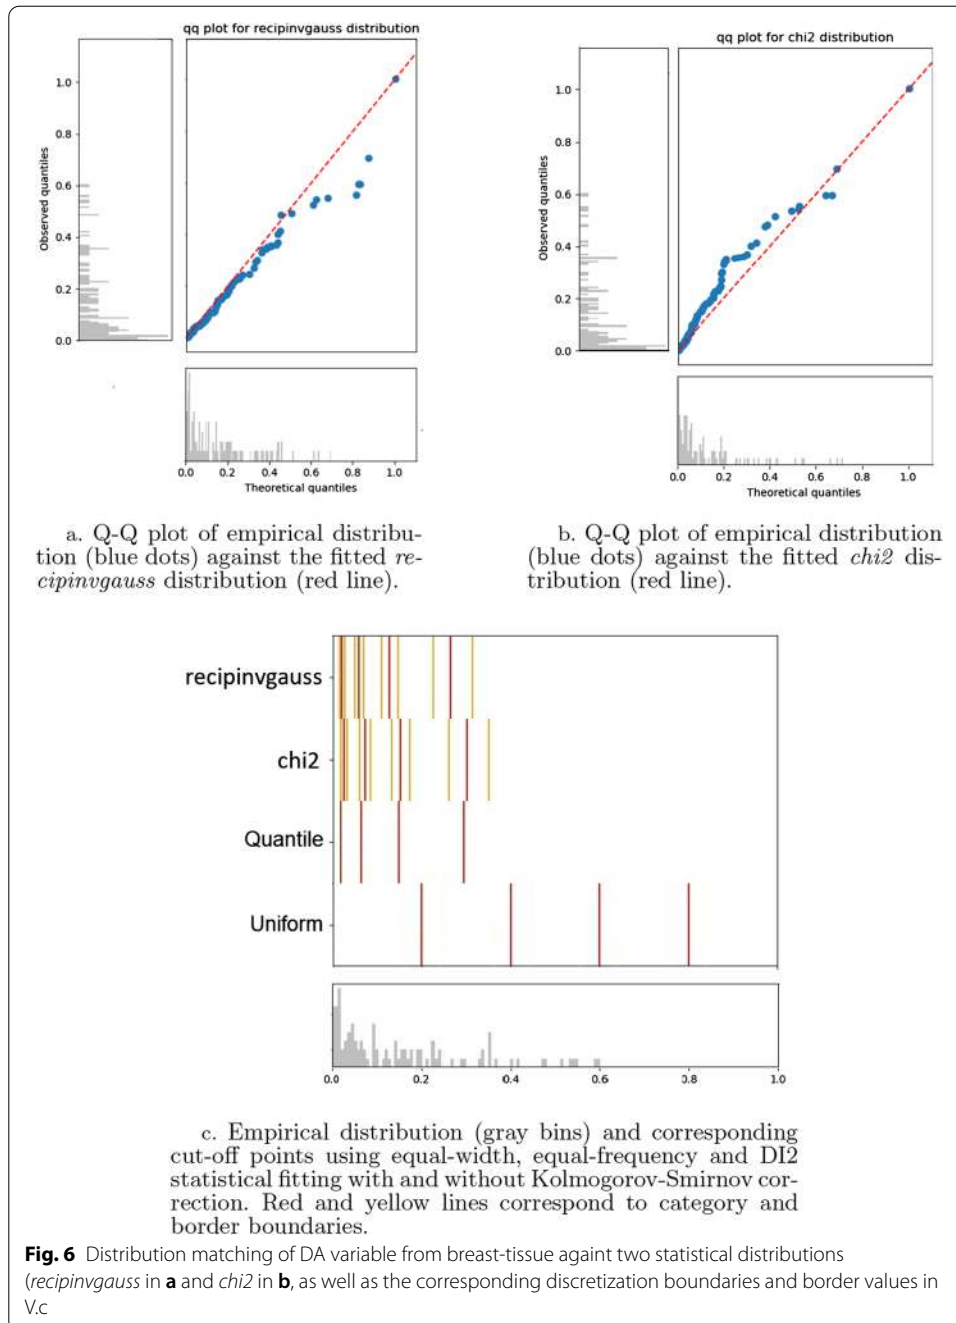 qq plot for recipinvgauss distribution
1.0
0.8
0.6
0.4
0.2
0.0
Observed quantiles
0.0 0.2 0.4 0.6 0.8 1.0
Theoretical quantiles
qq plot for chi2 distribution
1.0
0.8
0.6
0.4
0.2
0.0
Observed quantiles
0.0 0.2 0.4 0.6 0.8 1.0
Theoretical quantiles
a. Q-Q plot of empirical distribu-
tion (blue dots) against the fitted re-
cipinvgauss distribution (red line).
b. Q-Q plot of empirical distribution
(blue dots) against the fitted chi2 dis-
tribution (red line).
recipinvgauss
chi2
Quantile
Uniform
0.0 0.2 0.4 0.6 0.8 1.0
c. Empirical distribution (gray bins) and corresponding
cut-off points using equal-width, equal-frequency and DI2
statistical fitting with and without Kolmogorov-Smirnov cor-
rection. Red and yellow lines correspond to category and
border boundaries.
Fig. 6 Distribution matching of DA variable from breast-tissue againt two statistical distributions
(recipinvgauss in a and chi2 in b, as well as the corresponding discretization boundaries and border values in
V.c